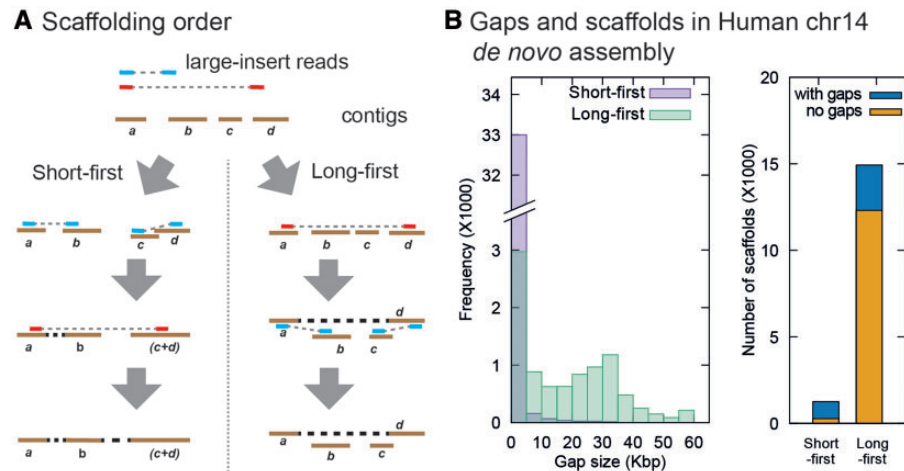 A Scaffolding order
large-insert reads
contigs
a b c d
Short-first
Long-first
a b c d
a b c d
a b (c+d)
d
a
b c
a b (c+d)
d
a
b c
B Gaps and scaffolds in Human chr14
de novo assembly
Short-first
Long-first
Frequency (X1000)
34
33
32
3
2
1
0
0 10 20 30 40 50 60
Gap size (Kbp)
with gaps
no gaps
Number of scaffolds (X1000)
20
15
10
5
0
Short
-first
Long
-first